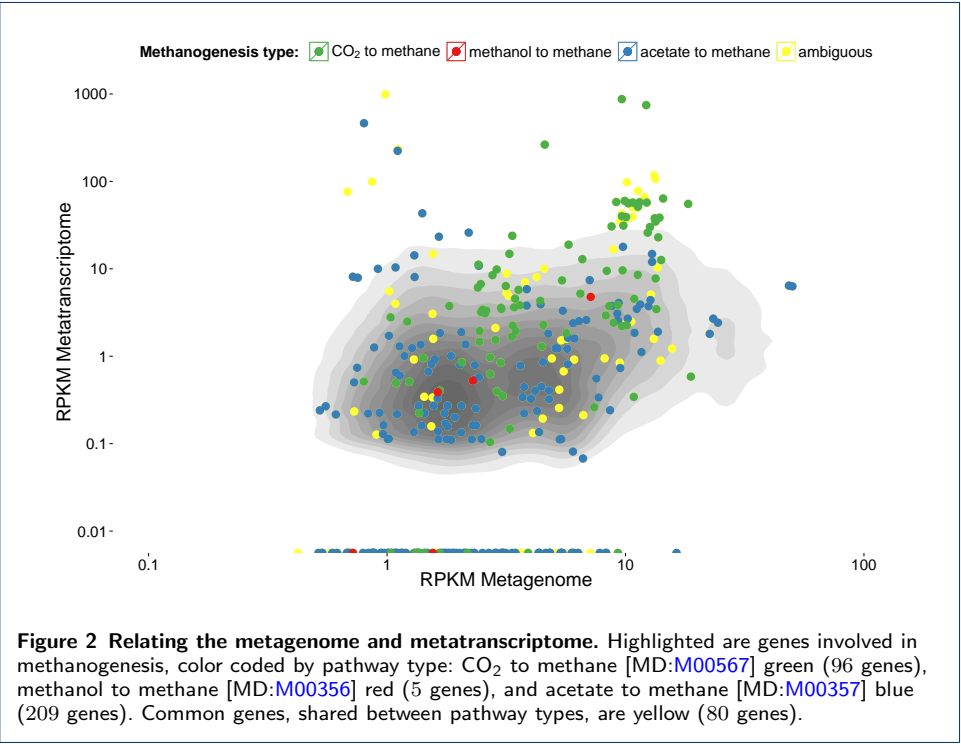 Methanogenesis type: CO₂ to methane methanol to methane acetate to methane ambiguous
1000
100
10
1
0.1
0.01
RPKM Metatranscriptome
0.1 1 10 100
RPKM Metagenome
Figure 2 Relating the metagenome and metatranscriptome. Highlighted are genes involved in
methanogenesis, color coded by pathway type: CO₂ to methane [MD:M00567] green (96 genes),
methanol to methane [MD:M00356] red (5 genes), and acetate to methane [MD:M00357] blue
(209 genes). Common genes, shared between pathway types, are yellow (80 genes).